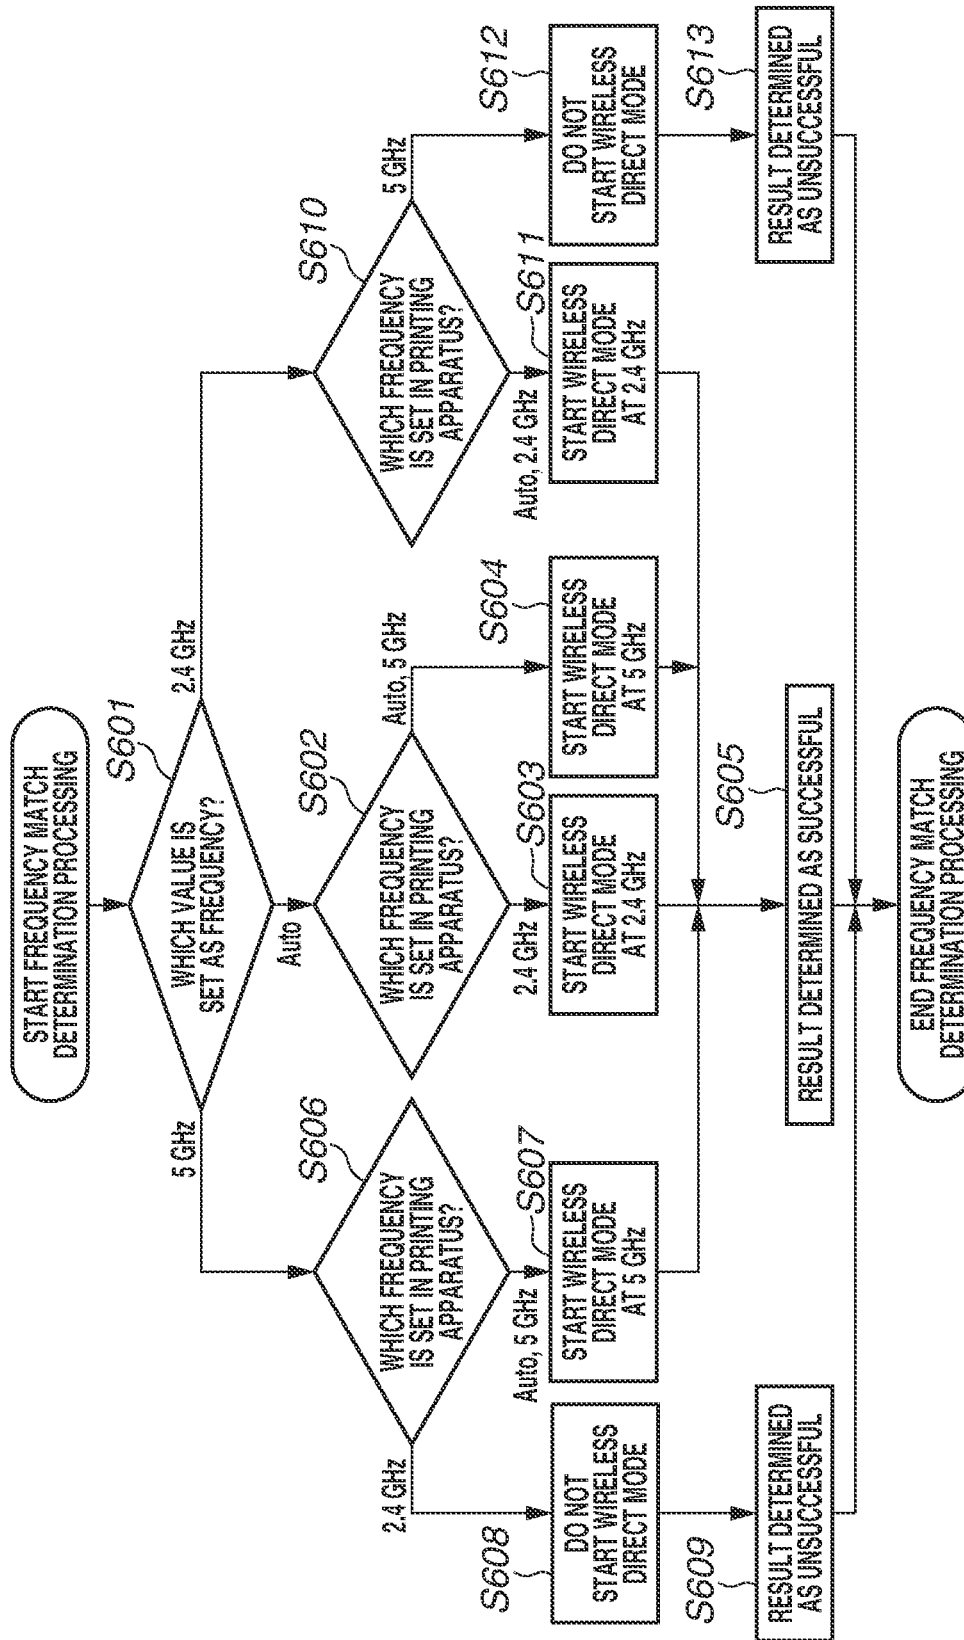 START FREQUENCY MATCH
DETERMINATION PROCESSING
S601
WHICH VALUE IS
SET AS FREQUENCY?
5 GHz
Auto
2.4 GHz
S606
WHICH FREQUENCY
IS SET IN PRINTING
APPARATUS?
2.4 GHz
Auto, 5 GHz
S602
WHICH FREQUENCY
IS SET IN PRINTING
APPARATUS?
2.4 GHz
Auto, 5 GHz
S610
WHICH FREQUENCY
IS SET IN PRINTING
APPARATUS?
Auto, 2.4 GHz
5 GHz
S608
DO NOT
START WIRELESS
DIRECT MODE
S607
START WIRELESS
DIRECT MODE
AT 5 GHz
S603
START WIRELESS
DIRECT MODE
AT 2.4 GHz
S604
START WIRELESS
DIRECT MODE
AT 5 GHz
S611
START WIRELESS
DIRECT MODE
AT 2.4 GHz
S612
DO NOT
START WIRELESS
DIRECT MODE
S609
RESULT DETERMINED
AS UNSUCCESSFUL
S605
RESULT DETERMINED AS SUCCESSFUL
S613
RESULT DETERMINED
AS UNSUCCESSFUL
END FREQUENCY MATCH
DETERMINATION PROCESSING